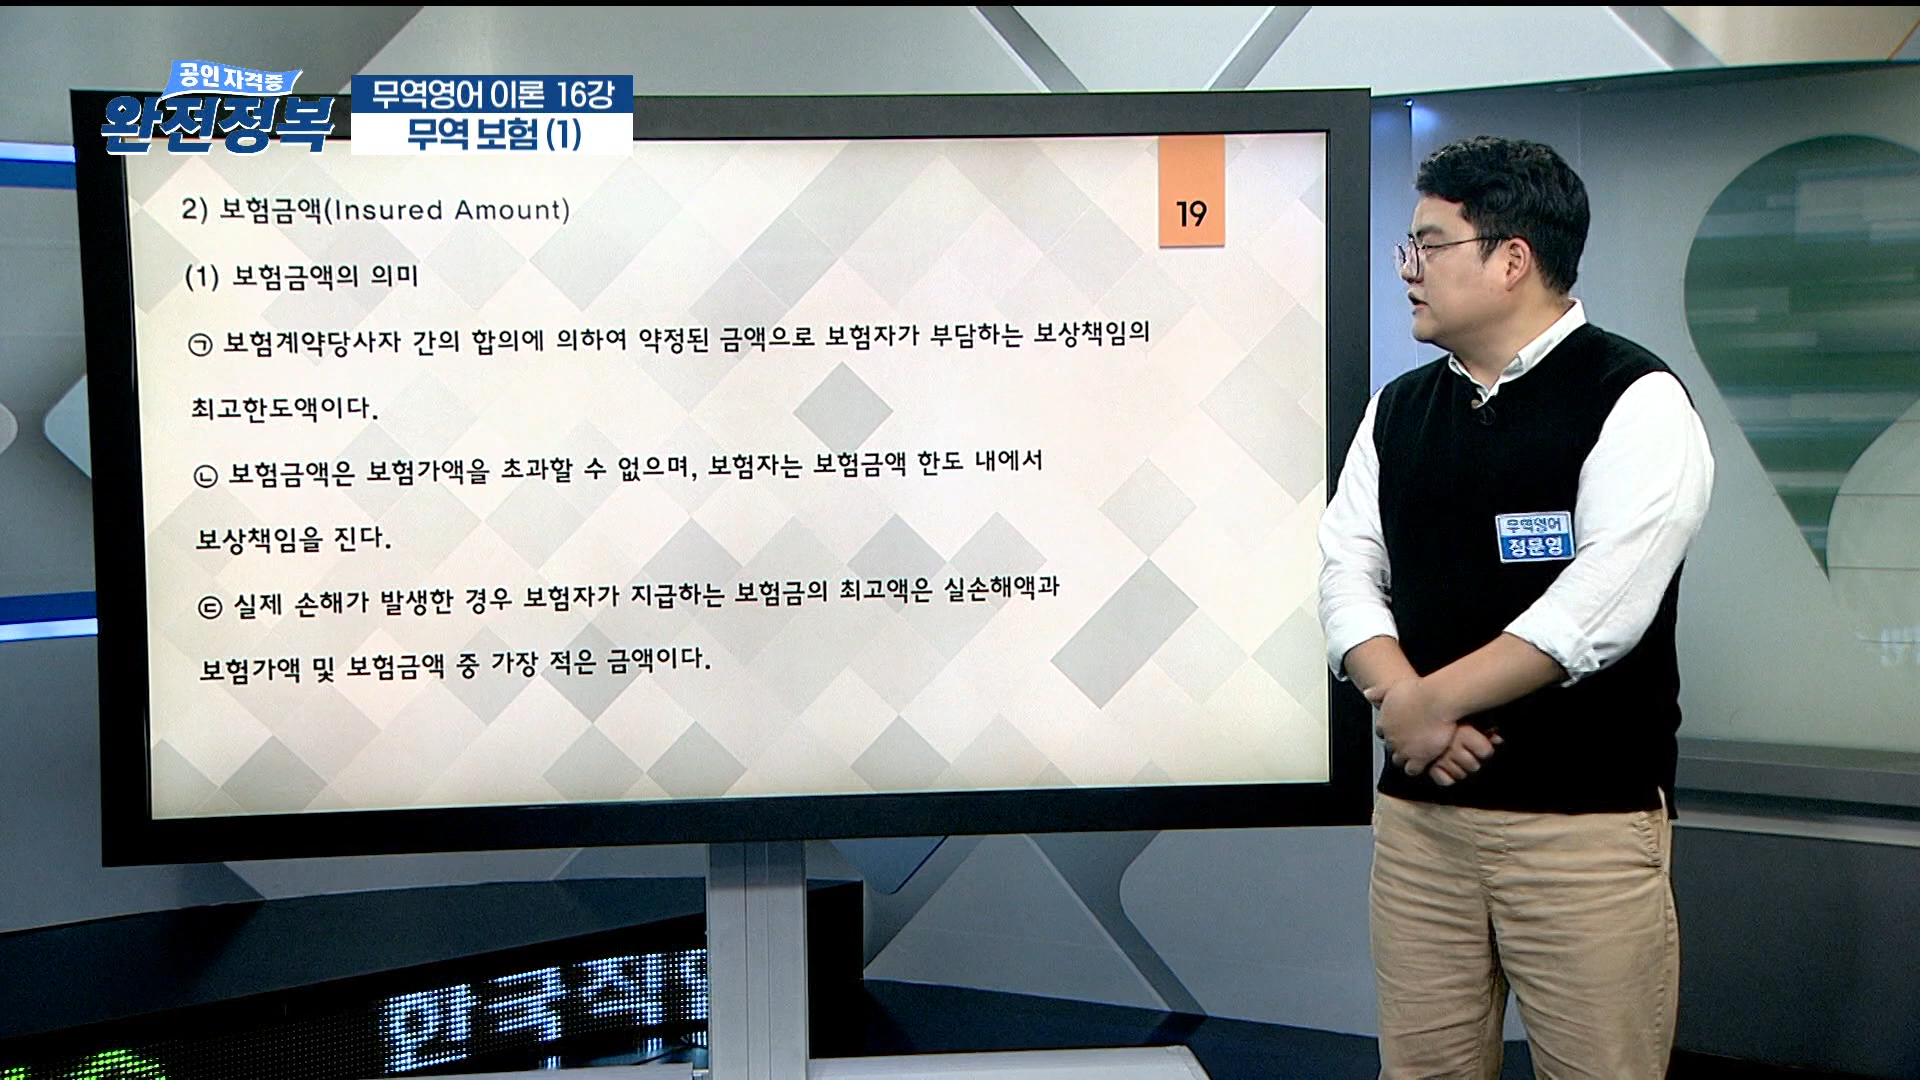 공인 자격증
완전정복
무역영어 이론 16강
무역 보험 (1)
19
2) 보험금액(Insured Amount)
(1) 보험금액의 의미
㉠ 보험계약당사자 간의 합의에 의하여 약정된 금액으로 보험자가 부담하는 보상책임의
최고한도액이다.
㉡ 보험금액은 보험가액을 초과할 수 없으며, 보험자는 보험금액 한도 내에서
보상책임을 진다.
㉢ 실제 손해가 발생한 경우 보험자가 지급하는 보험금의 최고액은 실손해액과
보험가액 및 보험금액 중 가장 적은 금액이다.
무역영어
정문영
한국직